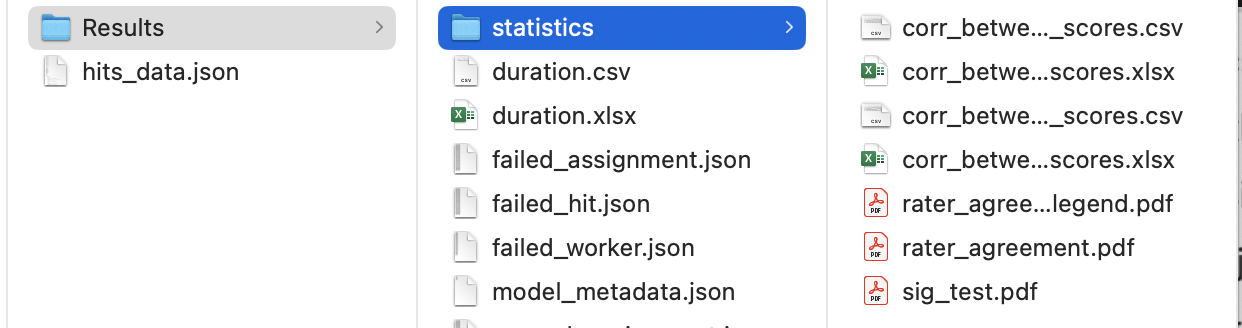 Results
hits_data.json
statistics
duration.csv
duration.xlsx
failed_assignment.json
failed_hit.json
failed_worker.json
model_metadata.json
corr_betwe..._scores.csv
corr_betwe...scores.xlsx
corr_betwe..._scores.csv
corr_betwe...scores.xlsx
rater_agree...legend.pdf
rater_agreement.pdf
sig_test.pdf